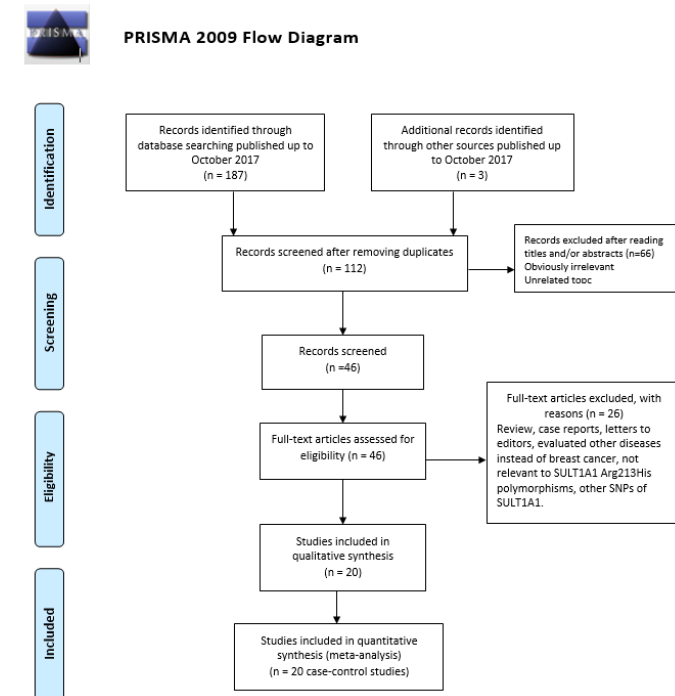 PRISMA
PRISMA 2009 Flow Diagram
Identification
Records identified through
database searching published up to
October 2017
(n = 187)
Additional records identified
through other sources published up
to October 2017
(n = 3)
Records screened after removing duplicates
(n = 112)
Records excluded after reading
titles and/or abstracts (n=66)
Obviously irrelevant
Unrelated topc
Screening
Records screened
(n =46)
Eligibility
Full-text articles assessed for
eligibility (n = 46)
Full-text articles excluded, with
reasons (n = 26)
Review, case reports, letters to
editors, evaluated other diseases
instead of breast cancer, not
relevant to SULT1A1 Arg213His
polymorphisms, other SNPs of
SULT1A1.
Studies included in
qualitative synthesis
(n = 20)
Included
Studies included in quantitative
synthesis (meta-analysis)
(n = 20 case-control studies)